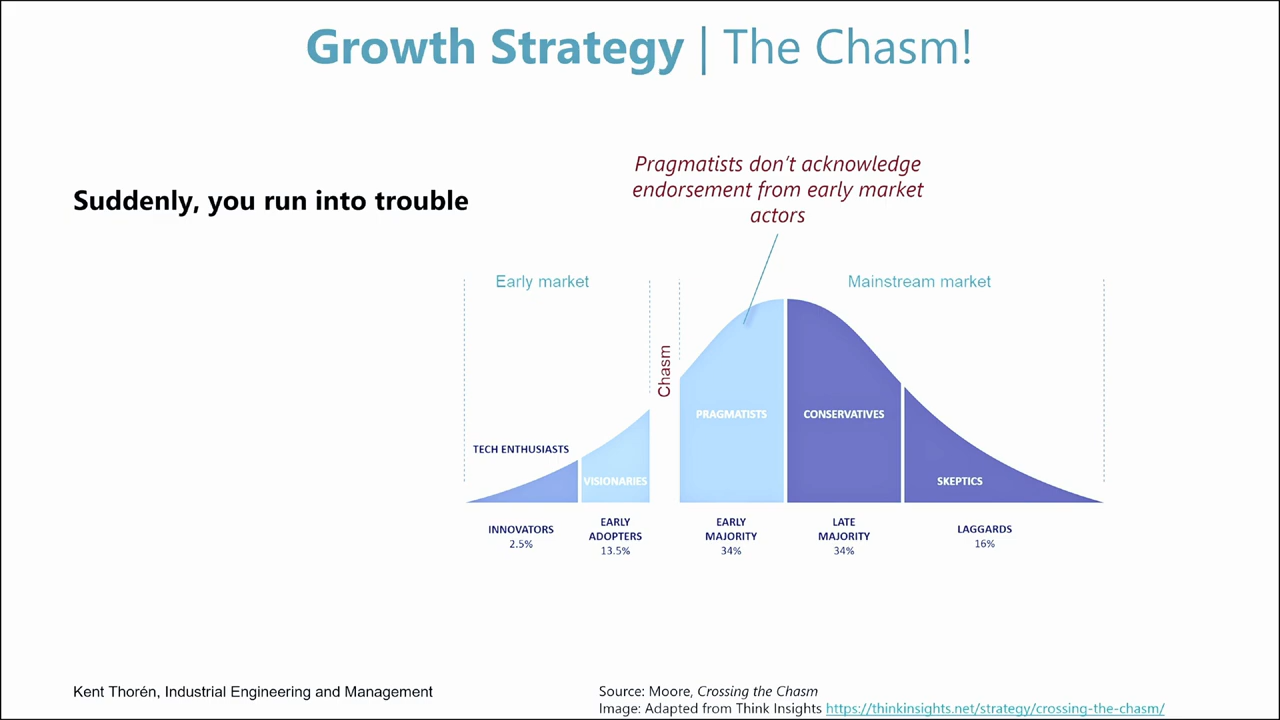 Growth Strategy | The Chasm!
Suddenly, you run into trouble
Pragmatists don't acknowledge
endorsement from early market
actors
Early market
Mainstream market
Chasm
TECH ENTHUSIASTS
VISIONARIES
PRAGMATISTS
CONSERVATIVES
SKEPTICS
INNOVATORS
2.5%
EARLY
ADOPTERS
13.5%
EARLY
MAJORITY
34%
LATE
MAJORITY
34%
LAGGARDS
16%
Kent Thorén, Industrial Engineering and Management
Source: Moore, Crossing the Chasm
Image: Adapted from Think Insights https://thinkinsights.net/strategy/crossing-the-chasm/